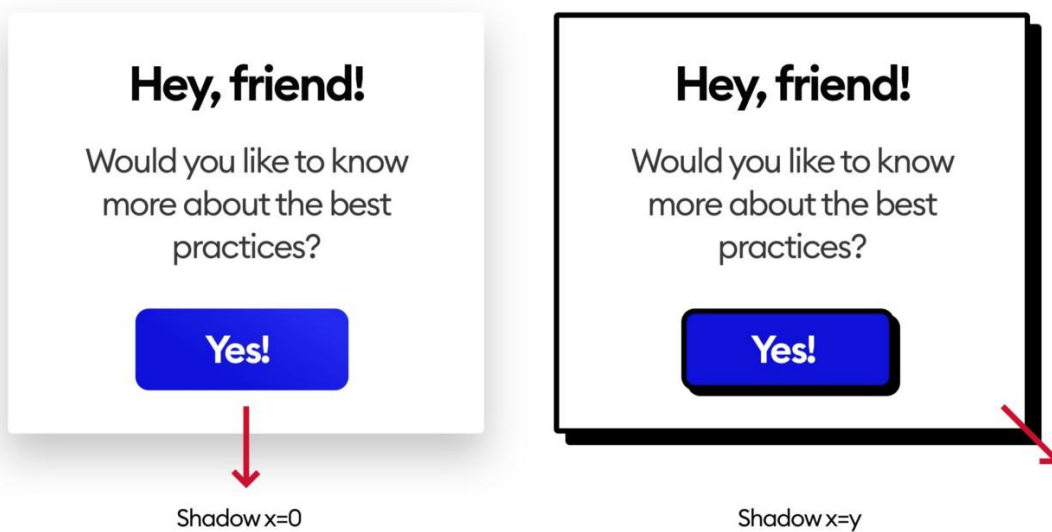 Hey, friend!
Would you like to know
more about the best
practices?
Yes!
Shadow x=0
Hey, friend!
Would you like to know
more about the best
practices?
Yes!
Shadow x=y